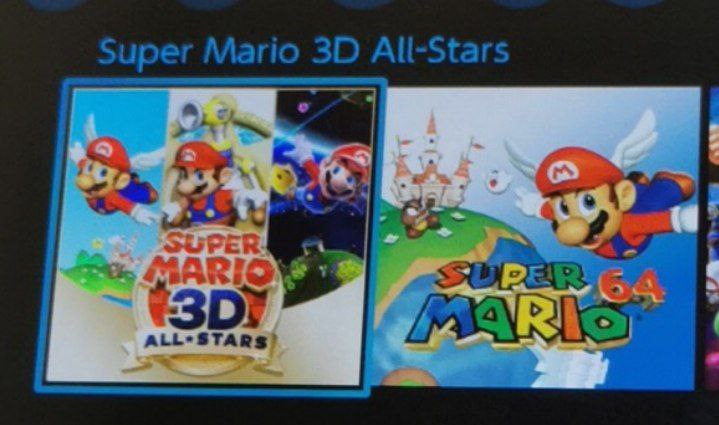 Super Mario 3D All-Stars
SUPER
MARIO
3D
ALL★STARS
SUPER
MARIO 64